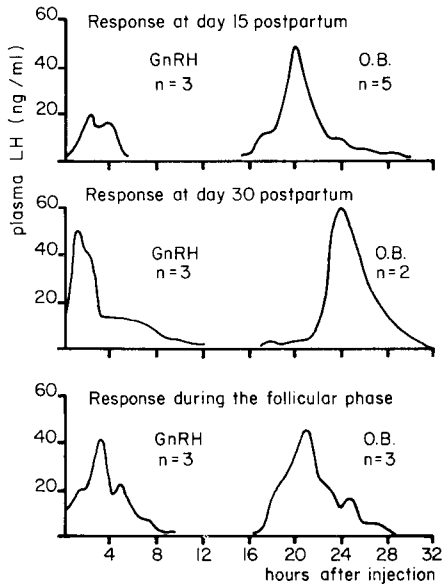 Response at day 15 postpartum
60
40
20
GnRH
n = 3
O.B.
n=5
plasma LH (ng/ml)
Response at day 30 postpartum
60
40
20
GnRH
n = 3
O.B.
n=2
Response during the follicular phase
60
40
20
GnRH
n=3
O.B.
n=3
4 8 12 16 20 24 28 32
hours after injection